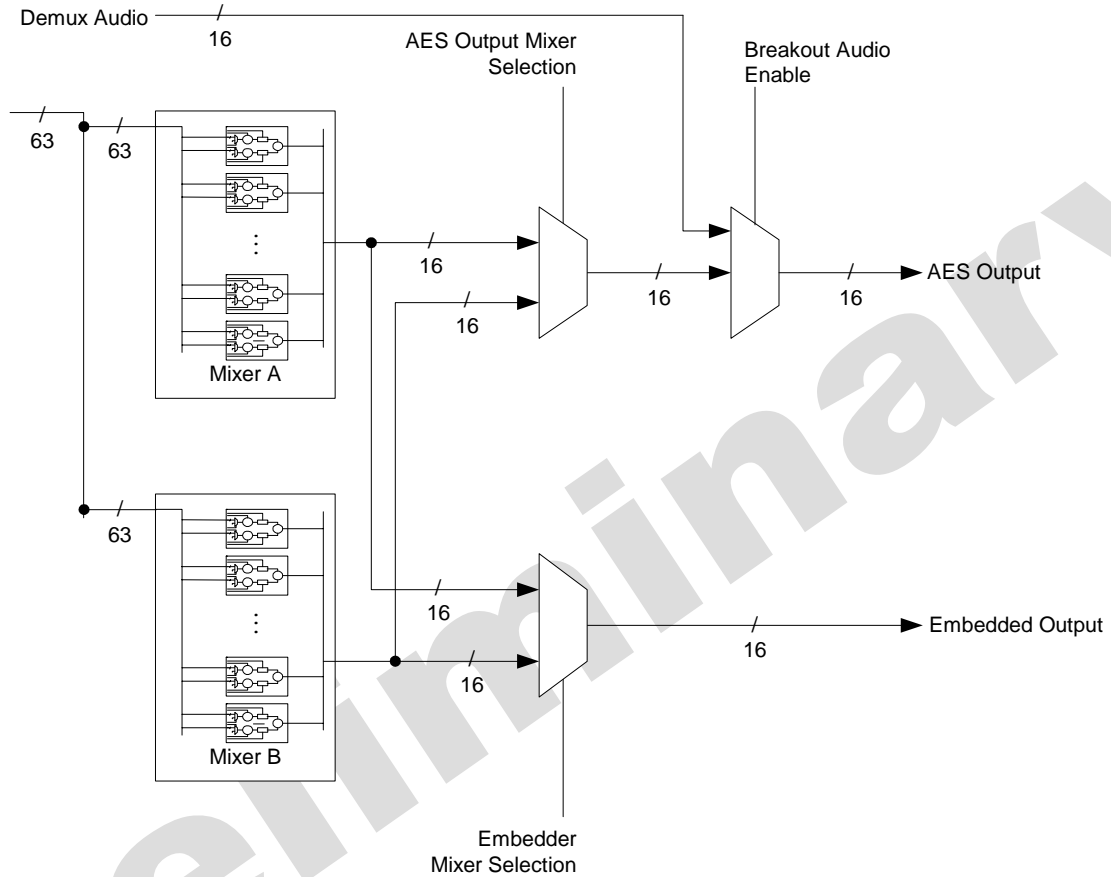 Demux Audio
16
AES Output Mixer
Selection
Breakout Audio
Enable
63
63
16
16
16
16
AES Output
Mixer A
63
16
16
16
Embedded Output
Mixer B
Embedder
Mixer Selection